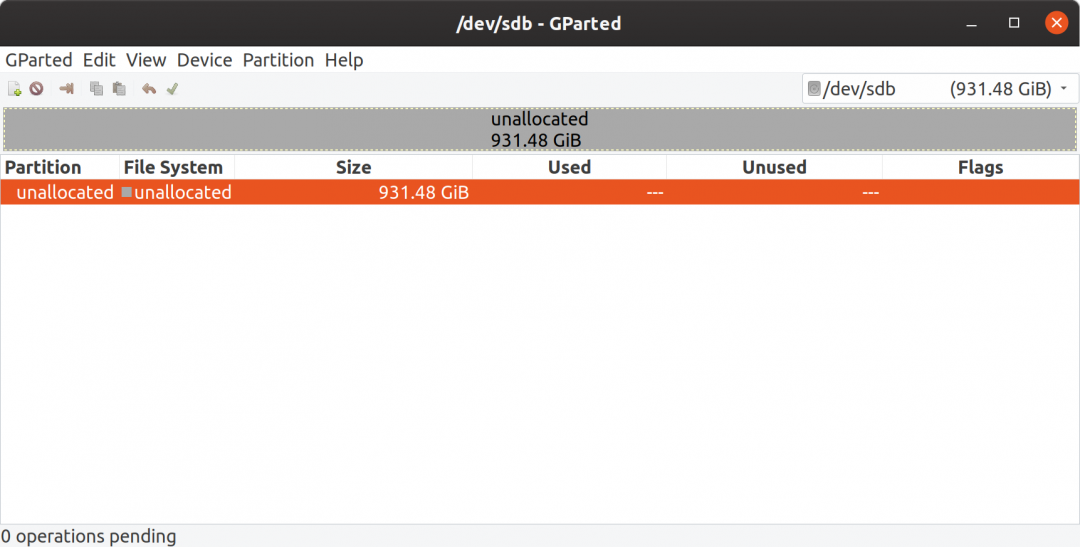 /dev/sdb - GParted
GParted Edit View Device Partition Help
/dev/sdb (931.48 GiB)
unallocated
931.48 GiB
Partition File System Size Used Unused Flags
unallocated unallocated 931.48 GiB --- ---
0 operations pending